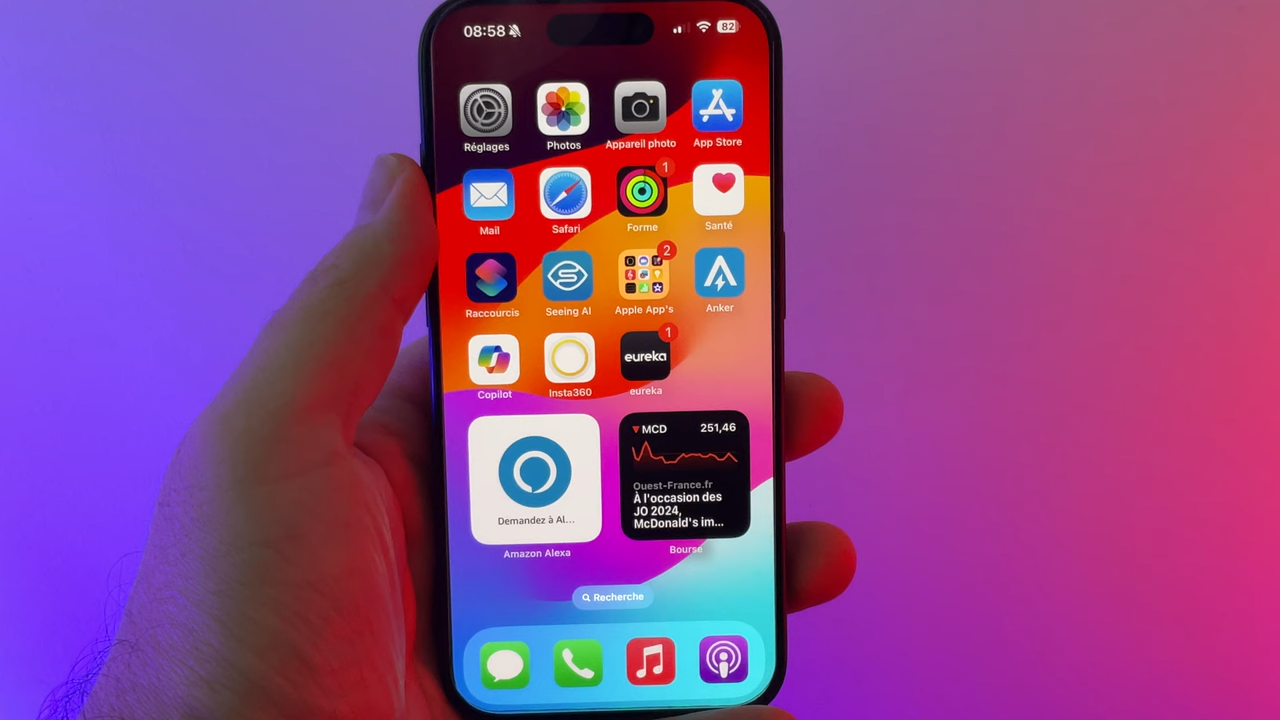 08:58
82
Réglages
Photos
Appareil photo
App Store
1
Mail
Safari
Forme
Santé
2
Raccourcis
Seeing AI
Apple App's
Anker
1
eureka
Copilot
Insta360
eureka
MCD 251,46
Ouest-France.fr
À l'occasion des
JO 2024,
McDonald's im...
Demandez à Al...
Amazon Alexa
Bourse
Recherche